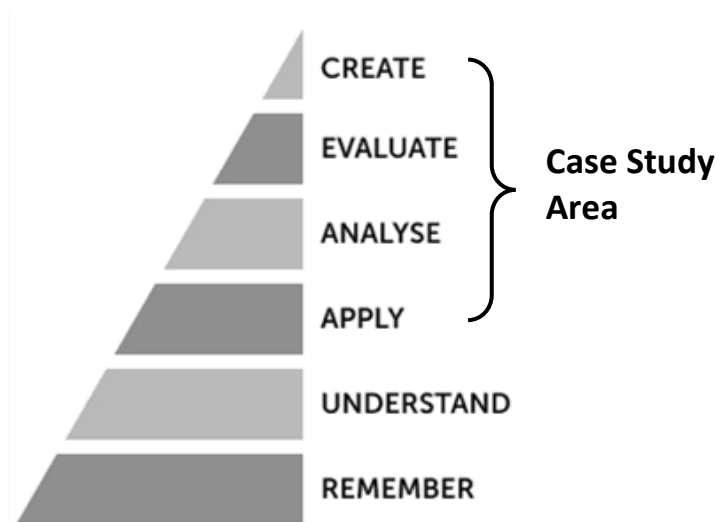 CREATE
EVALUATE
Case Study
Area
ANALYSE
APPLY
UNDERSTAND
REMEMBER